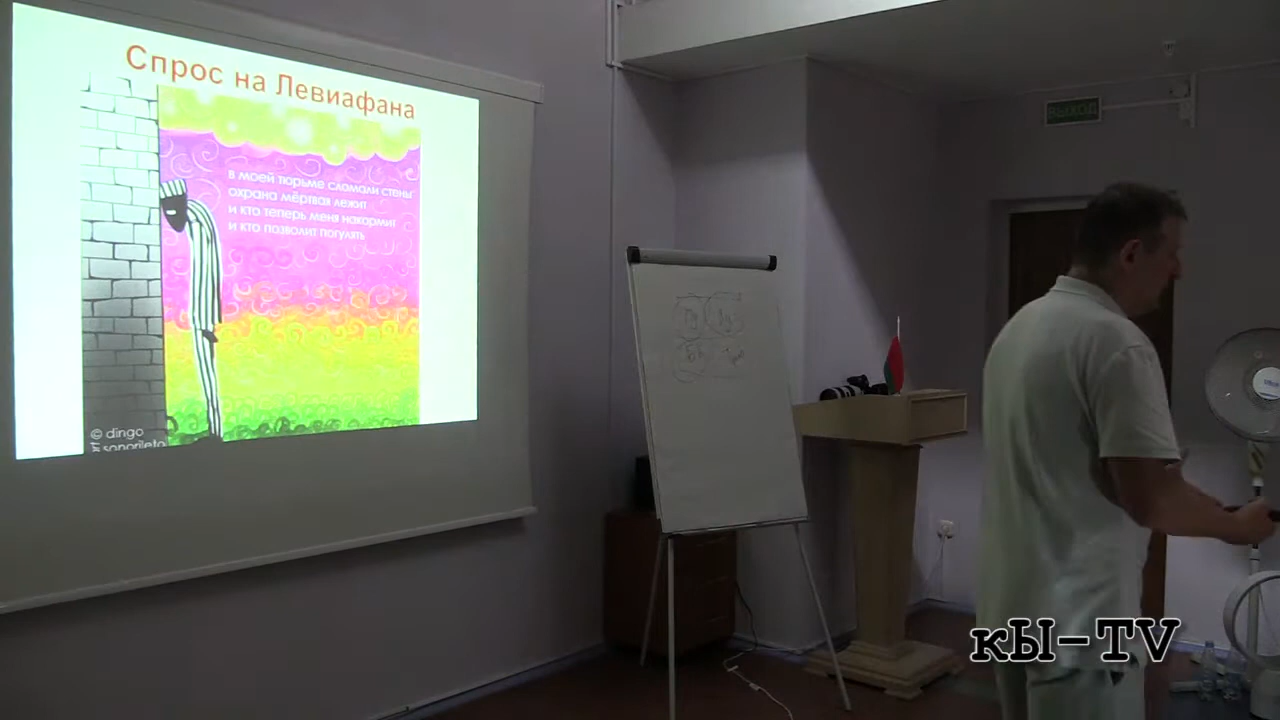 Спрос на Левиафана
в моей тюрьме сломали стены
охрана мёртвая лежит
и кто теперь меня накормит
и кто позволит погулять
© dingo
ВЫХОД
кЫ-TV